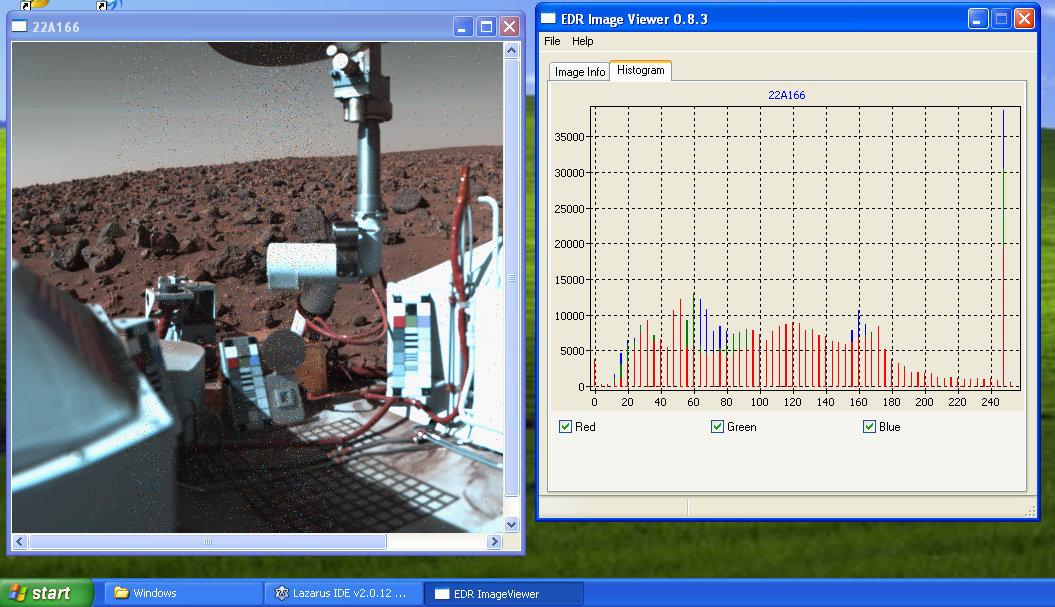 22A166
EDR Image Viewer 0.8.3
File Help
Image Info Histogram
22A166
35000
30000
25000
20000
15000
10000
5000
0
0 20 40 60 80 100 120 140 160 180 200 220 240
Red Green Blue
start Windows Lazarus IDE v2.0.12 ... EDR ImageViewer